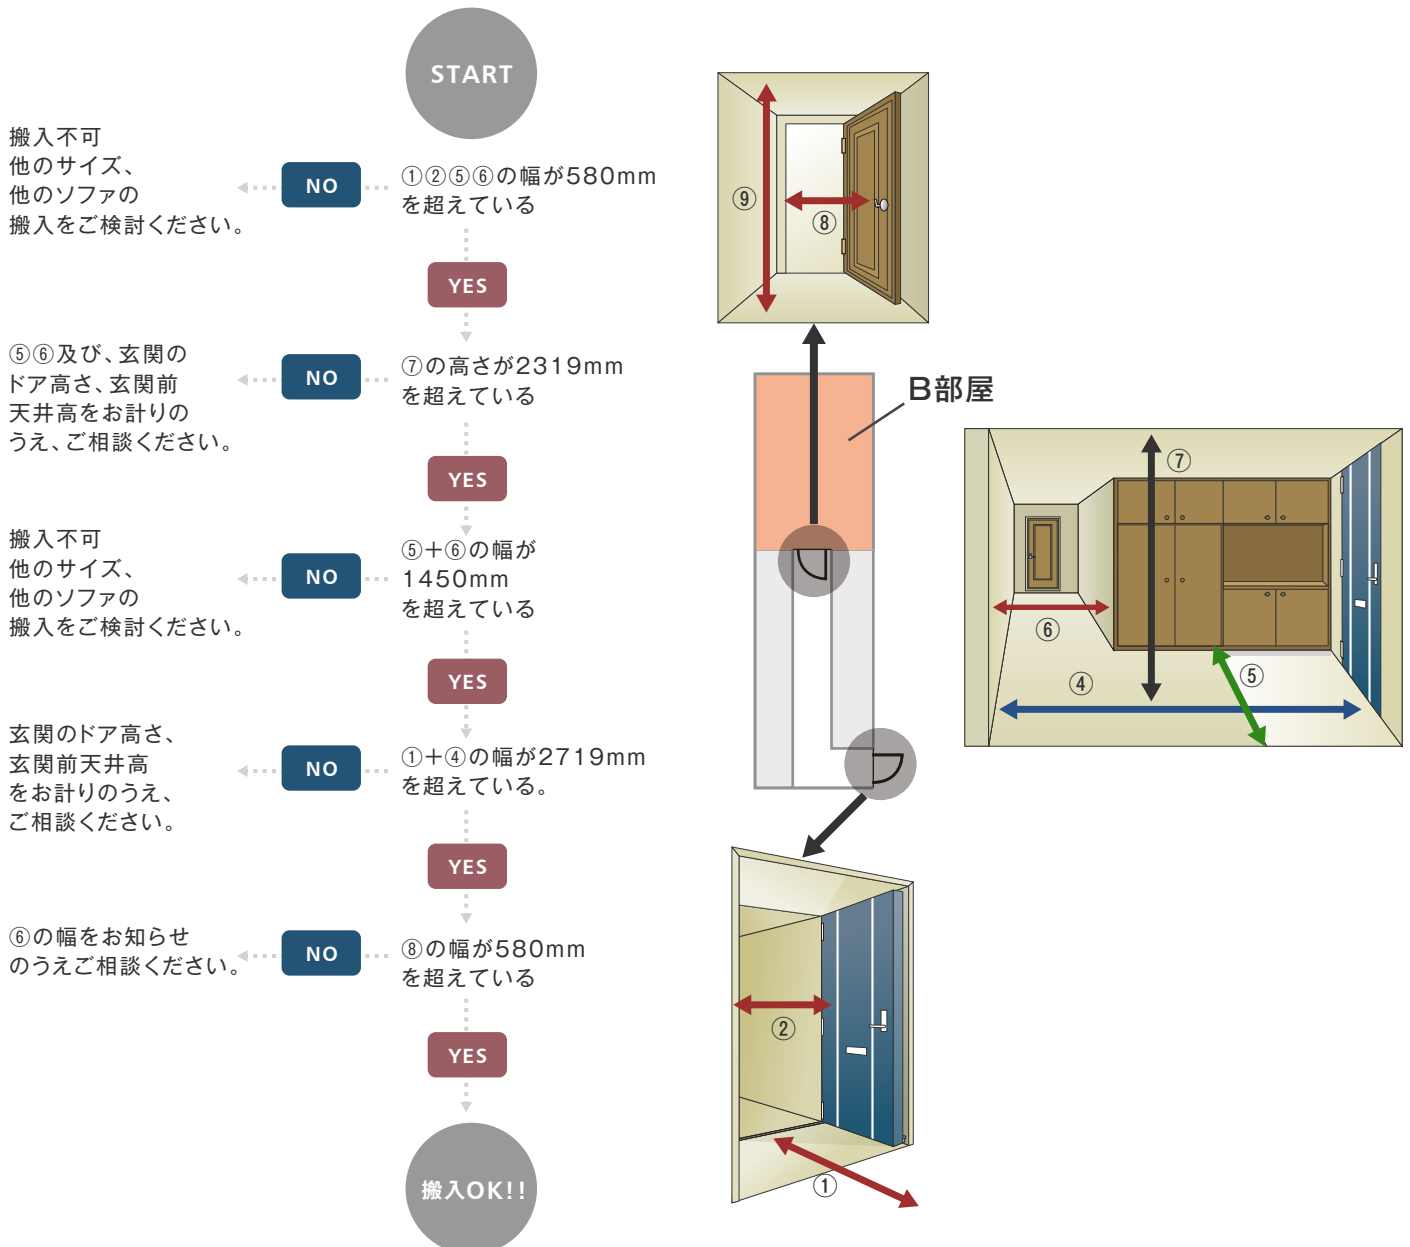 START
搬入不可
他のサイズ、
他のソファの
搬入をご検討ください。
NO
①②⑤⑥の幅が580mm
を超えている
YES
⑤⑥及び、玄関の
ドア高さ、玄関前
天井高をお計りの
うえ、ご相談ください。
NO
⑦の高さが2319mm
を超えている
YES
搬入不可
他のサイズ、
他のソファの
搬入をご検討ください。
NO
⑤+⑥の幅が
1450mm
を超えている
YES
玄関のドア高さ、
玄関前天井高
をお計りのうえ、
ご相談ください。
NO
①+④の幅が2719mm
を超えている。
YES
⑥の幅をお知らせ
のうえご相談ください。
NO
⑧の幅が580mm
を超えている
YES
搬入OK!!
⑨
⑧
B部屋
⑦
⑥
④
⑤
②
①